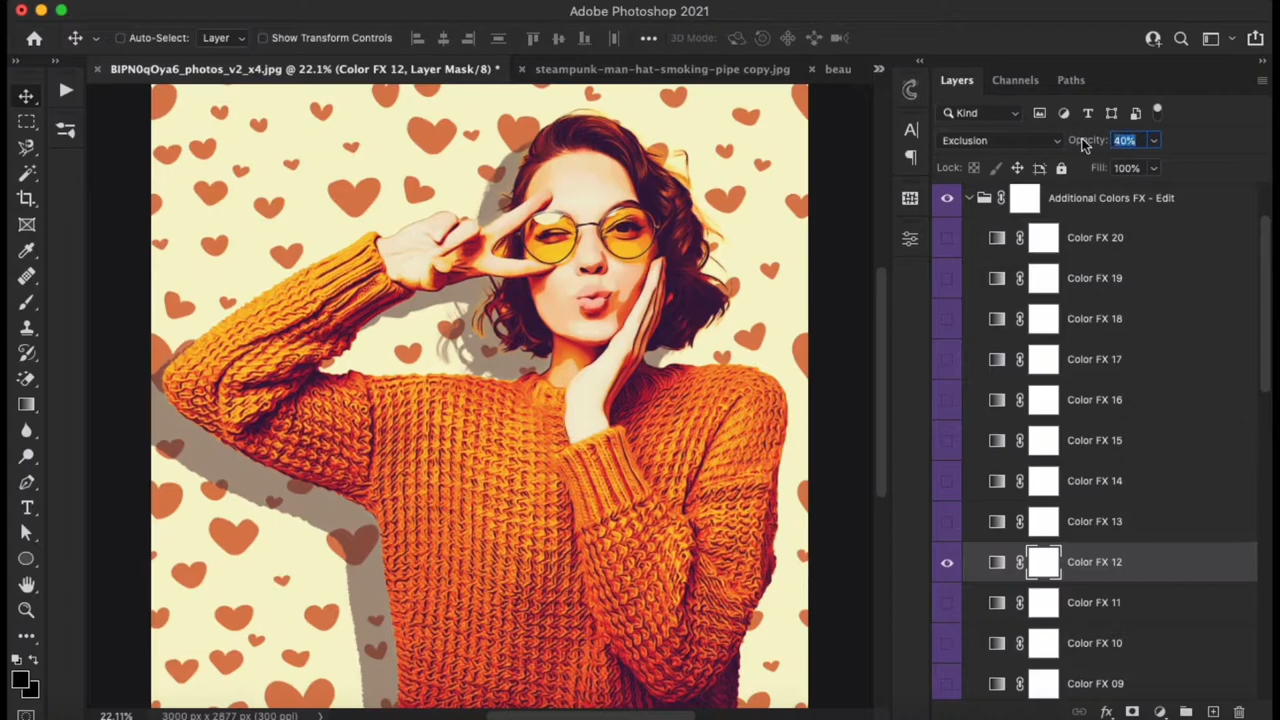 Adobe Photoshop 2021
Auto-Select: Layer Show Transform Controls 3D Mode:
BIPN0qOya6_photos_v2_x4.jpg @ 22.1% (Color FX 12, Layer Mask/8) * steampunk-man-hat-smoking-pipe copy.jpg beau
Layers Channels Paths
Kind
Exclusion Opacity: 40%
Lock: Fill: 100%
Additional Colors FX - Edit
Color FX 20
Color FX 19
Color FX 18
Color FX 17
Color FX 16
Color FX 15
Color FX 14
Color FX 13
Color FX 12
Color FX 11
Color FX 10
Color FX 09
22.11% 3000 px x 2877 px (300 ppi)